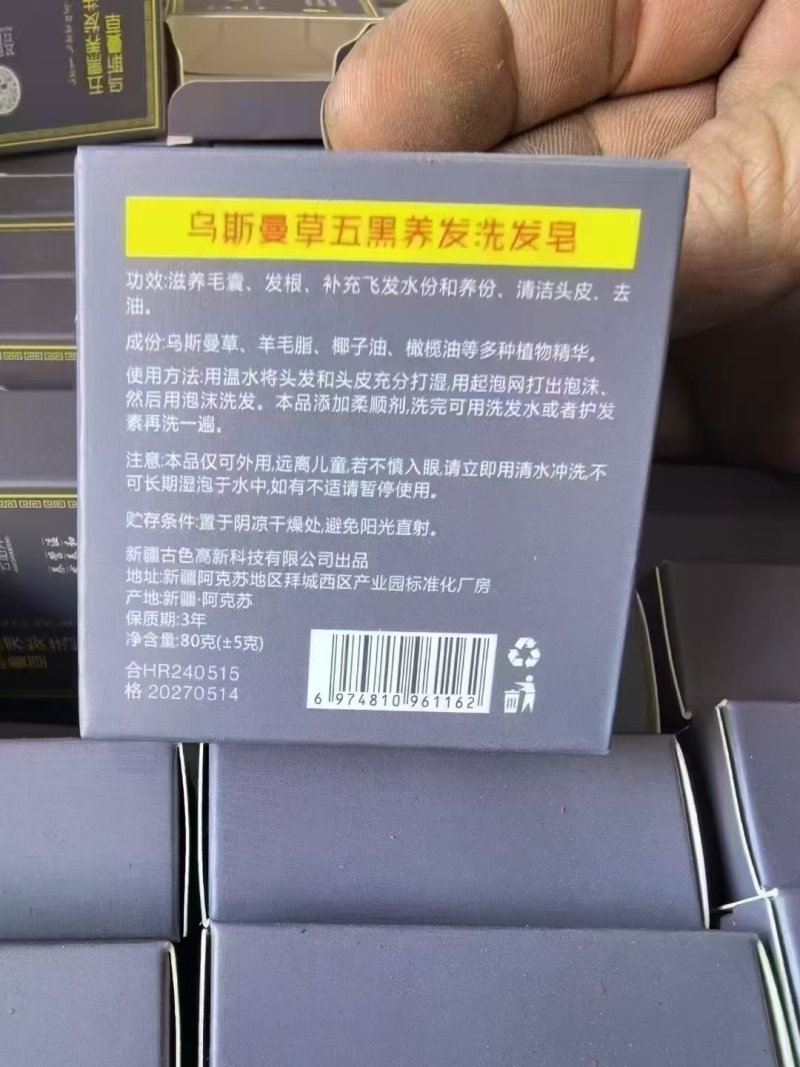 乌斯曼草五黑养发洗发皂
功效:滋养毛囊、发根、补充飞发水份和养份、清洁头皮、去
油。
成份:乌斯曼草、羊毛脂、椰子油、橄榄油等多种植物精华。
使用方法:用温水将头发和头皮充分打湿,用起泡网打出泡沫、
然后用泡沫洗发。本品添加柔顺剂,洗完可用洗发水或者护发
素再洗一遍。
注意:本品仅可外用,远离儿童,若不慎入眼,请立即用清水冲洗,不
可长期湿泡于水中,如有不适请暂停使用。
贮存条件:置于阴凉干燥处,避免阳光直射。
新疆古色高新科技有限公司出品
地址:新疆阿克苏地区拜城西区产业园标准化厂房
产地:新疆·阿克苏
保质期:3年
净含量:80克(±5克)
合HR240515
格 20270514
6 974810 961162